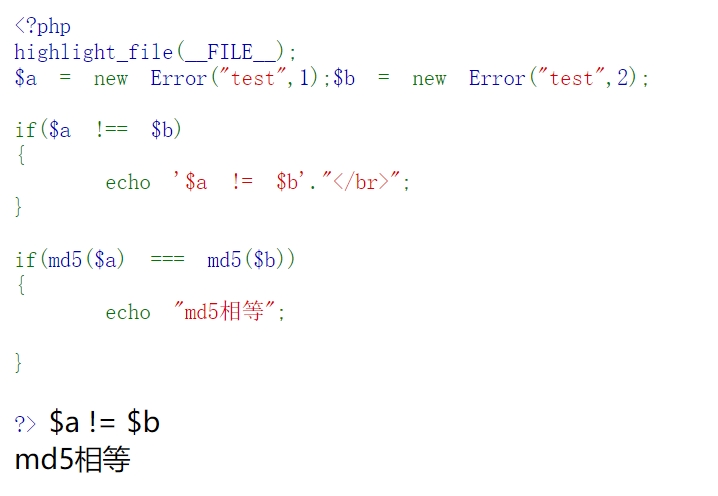 <?php
highlight_file(__FILE__);
$a = new Error("test",1);$b = new Error("test",2);
if($a !== $b)
{
echo '$a != $b'."</br>";
}
if(md5($a) === md5($b))
{
echo "md5相等";
}
?> $a != $b
md5相等